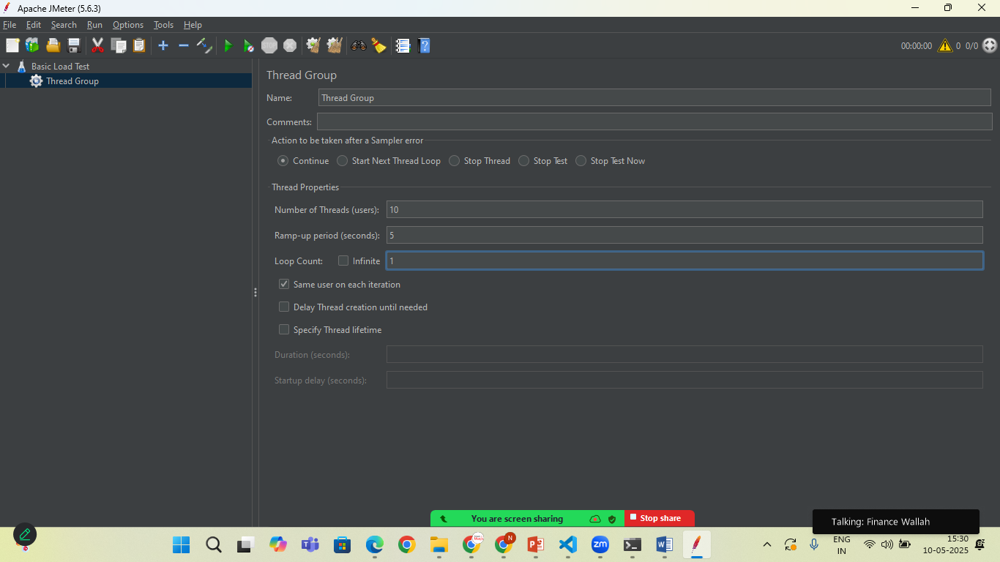 Apache JMeter (5.6.3)
File Edit Search Run Options Tools Help
STOP
00:00:00 0 0/0
Basic Load Test
Thread Group
Thread Group
Name: Thread Group
Comments:
Action to be taken after a Sampler error
Continue Start Next Thread Loop Stop Thread Stop Test Stop Test Now
Thread Properties
Number of Threads (users): 10
Ramp-up period (seconds): 5
Loop Count: Infinite 1
Same user on each iteration
Delay Thread creation until needed
Specify Thread lifetime
Duration (seconds):
Startup delay (seconds):
You are screen sharing Stop share
Talking: Finance Wallah
zm
N
ENG
IN
15:30
10-05-2025